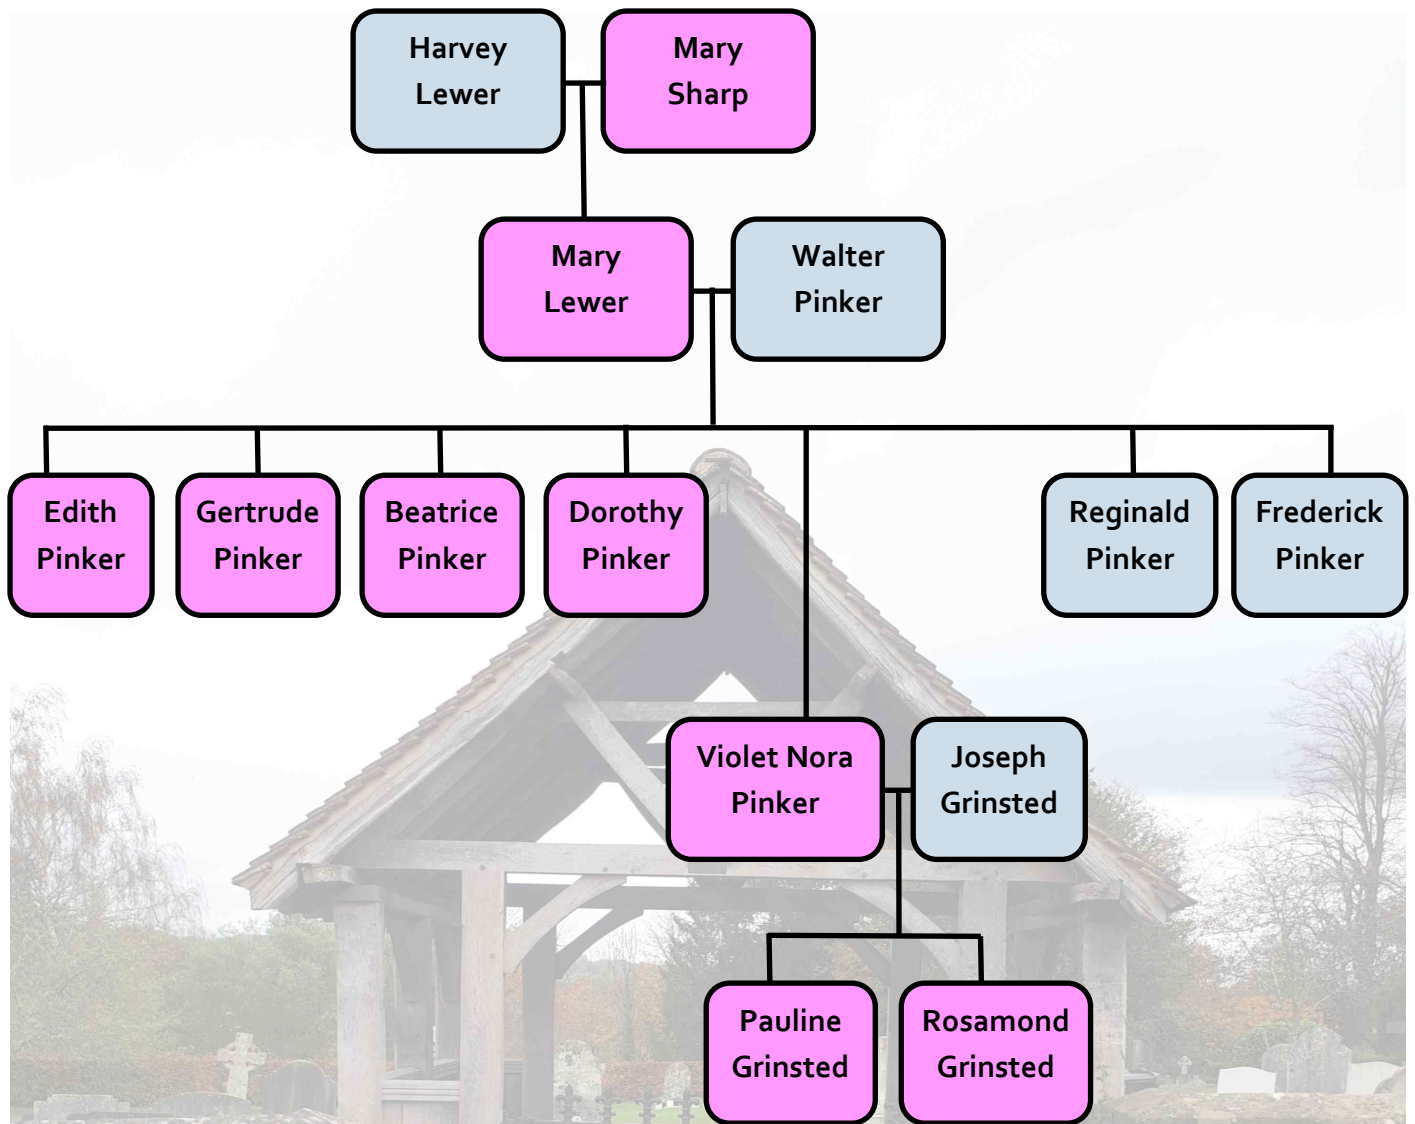 Harvey
Lewer
Mary
Sharp
Mary
Lewer
Walter
Pinker
Edith
Pinker
Gertrude
Pinker
Beatrice
Pinker
Dorothy
Pinker
Reginald
Pinker
Frederick
Pinker
Violet Nora
Pinker
Joseph
Grinsted
Pauline
Grinsted
Rosamond
Grinsted